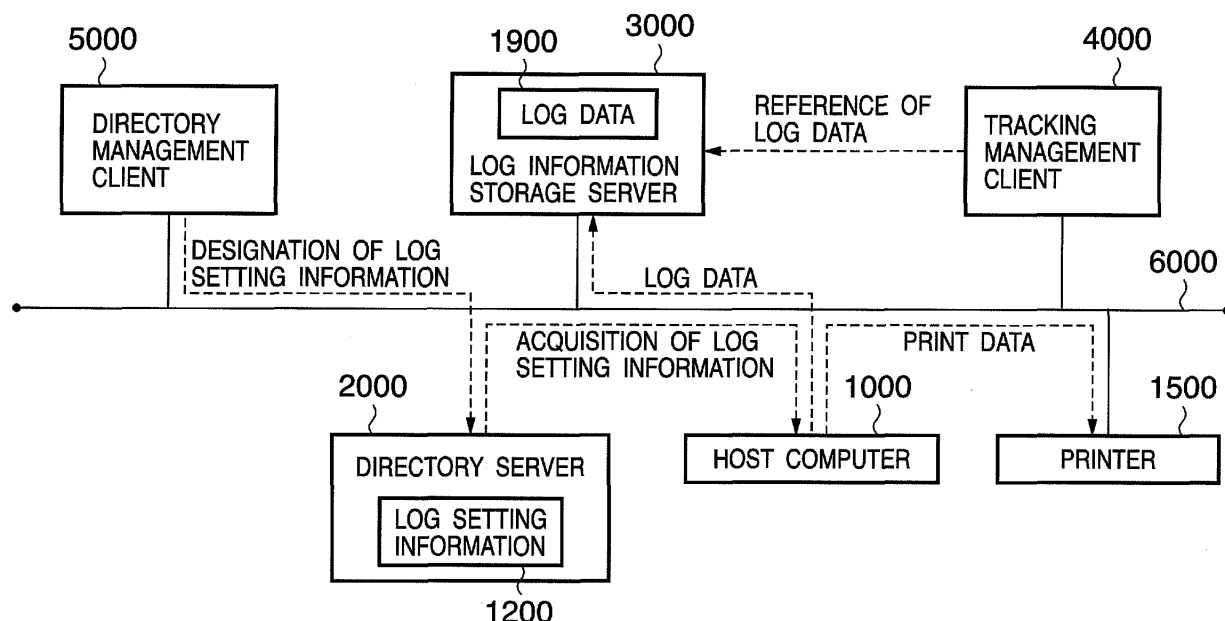 5000
1900
3000
4000
DIRECTORY
MANAGEMENT
CLIENT
LOG DATA
LOG INFORMATION
STORAGE SERVER
REFERENCE OF
LOG DATA
TRACKING
MANAGEMENT
CLIENT
DESIGNATION OF LOG
SETTING INFORMATION
LOG DATA
6000
ACQUISITION OF LOG
SETTING INFORMATION
PRINT DATA
2000
1000
1500
DIRECTORY SERVER
LOG SETTING
INFORMATION
HOST COMPUTER
PRINTER
1200